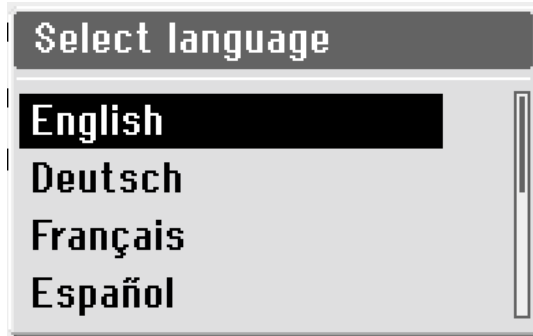 Select language
English
Deutsch
Français
Español